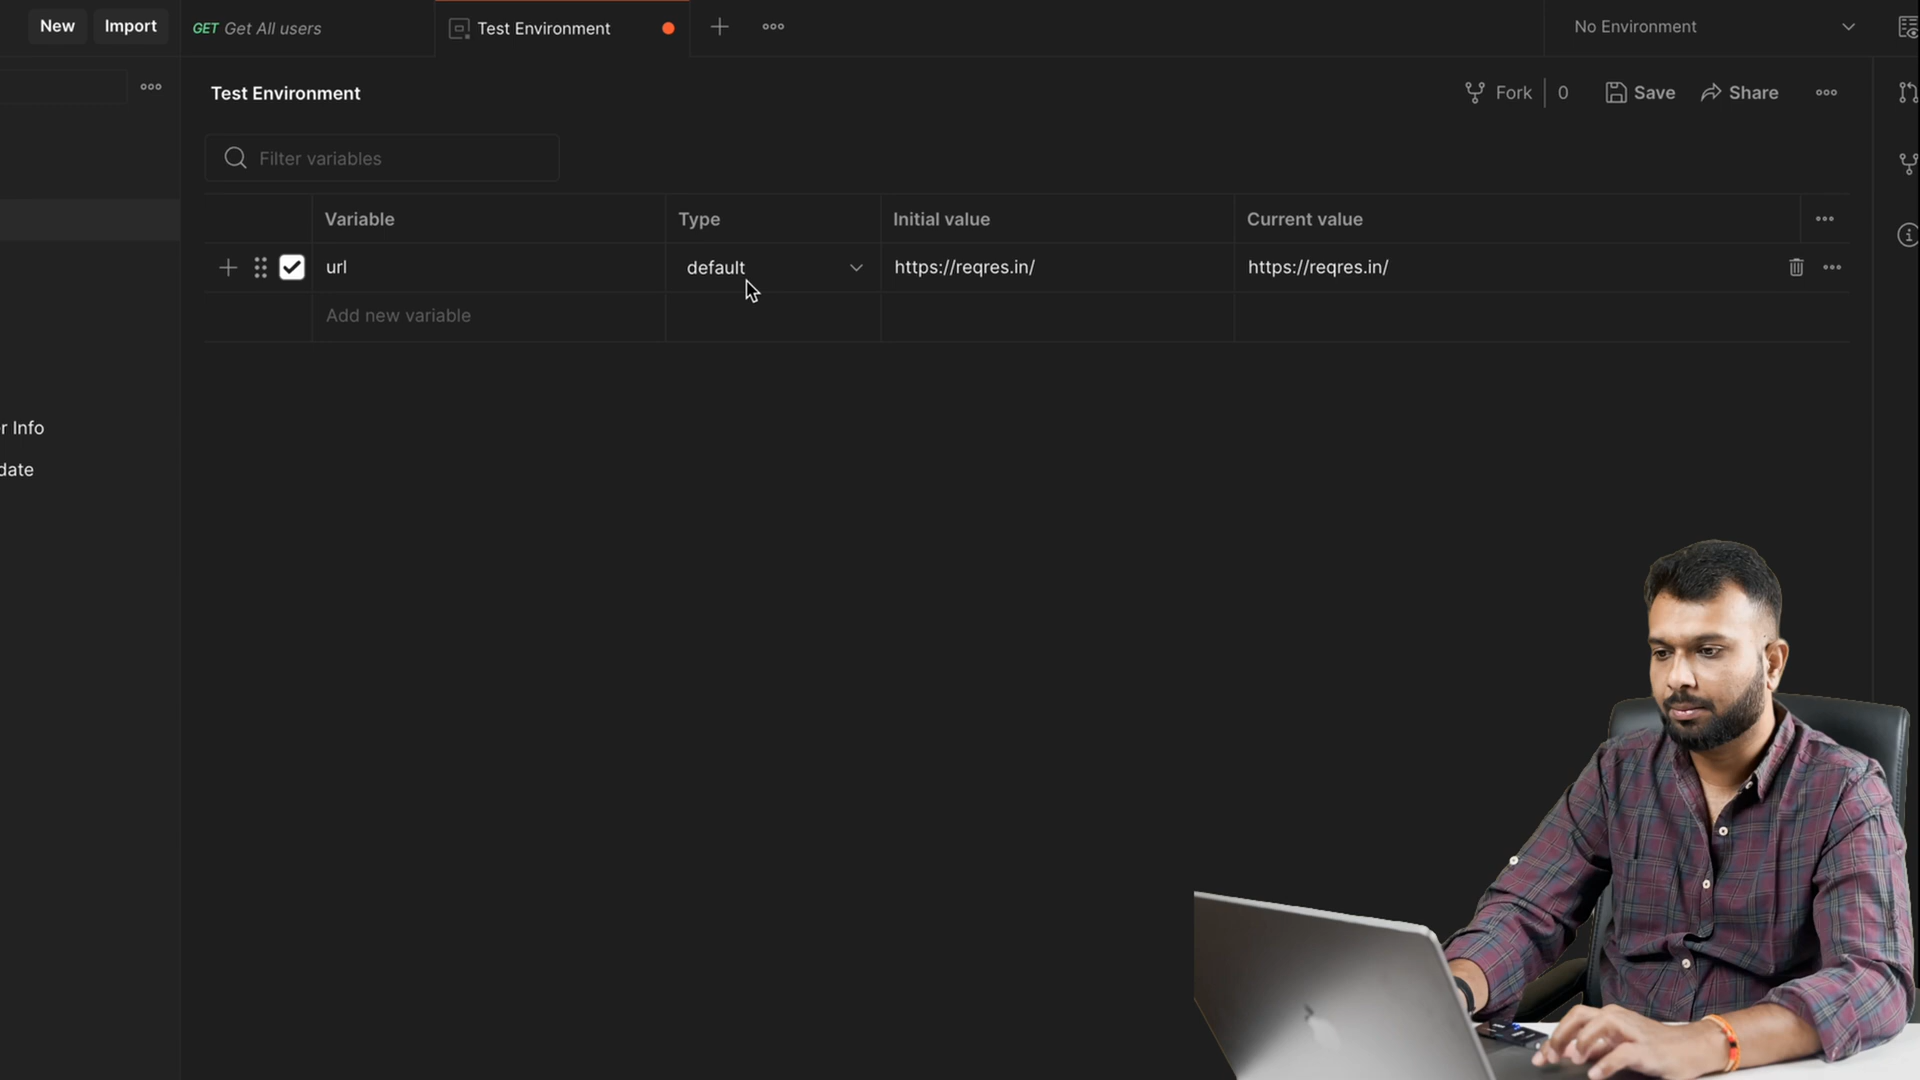 New Import GET Get All users Test Environment No Environment
Test Environment Fork 0 Save Share
Filter variables
Variable Type Initial value Current value
url default https://reqres.in/ https://reqres.in/
Add new variable
r Info
date